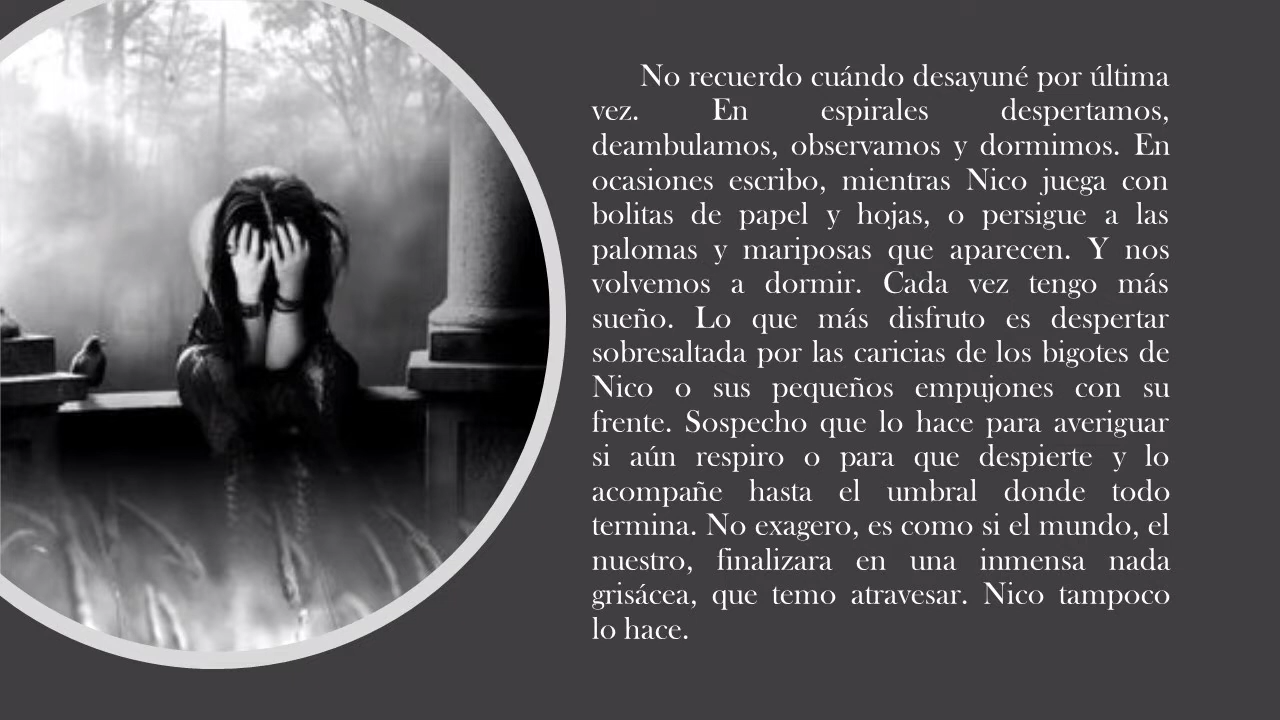 No recuerdo cuándo desayuné por última
vez. En espirales despertamos,
deambulamos, observamos y dormimos. En
ocasiones escribo, mientras Nico juega con
bolitas de papel y hojas, o persigue a las
palomas y mariposas que aparecen. Y nos
volvemos a dormir. Cada vez tengo más
sueño. Lo que más disfruto es despertar
sobresaltada por las caricias de los bigotes de
Nico o sus pequeños empujones con su
frente. Sospecho que lo hace para averiguar
si aún respiro o para que despierte y lo
acompañe hasta el umbral donde todo
termina. No exagero, es como si el mundo, el
nuestro, finalizara en una inmensa nada
grisácea, que temo atravesar. Nico tampoco
lo hace.